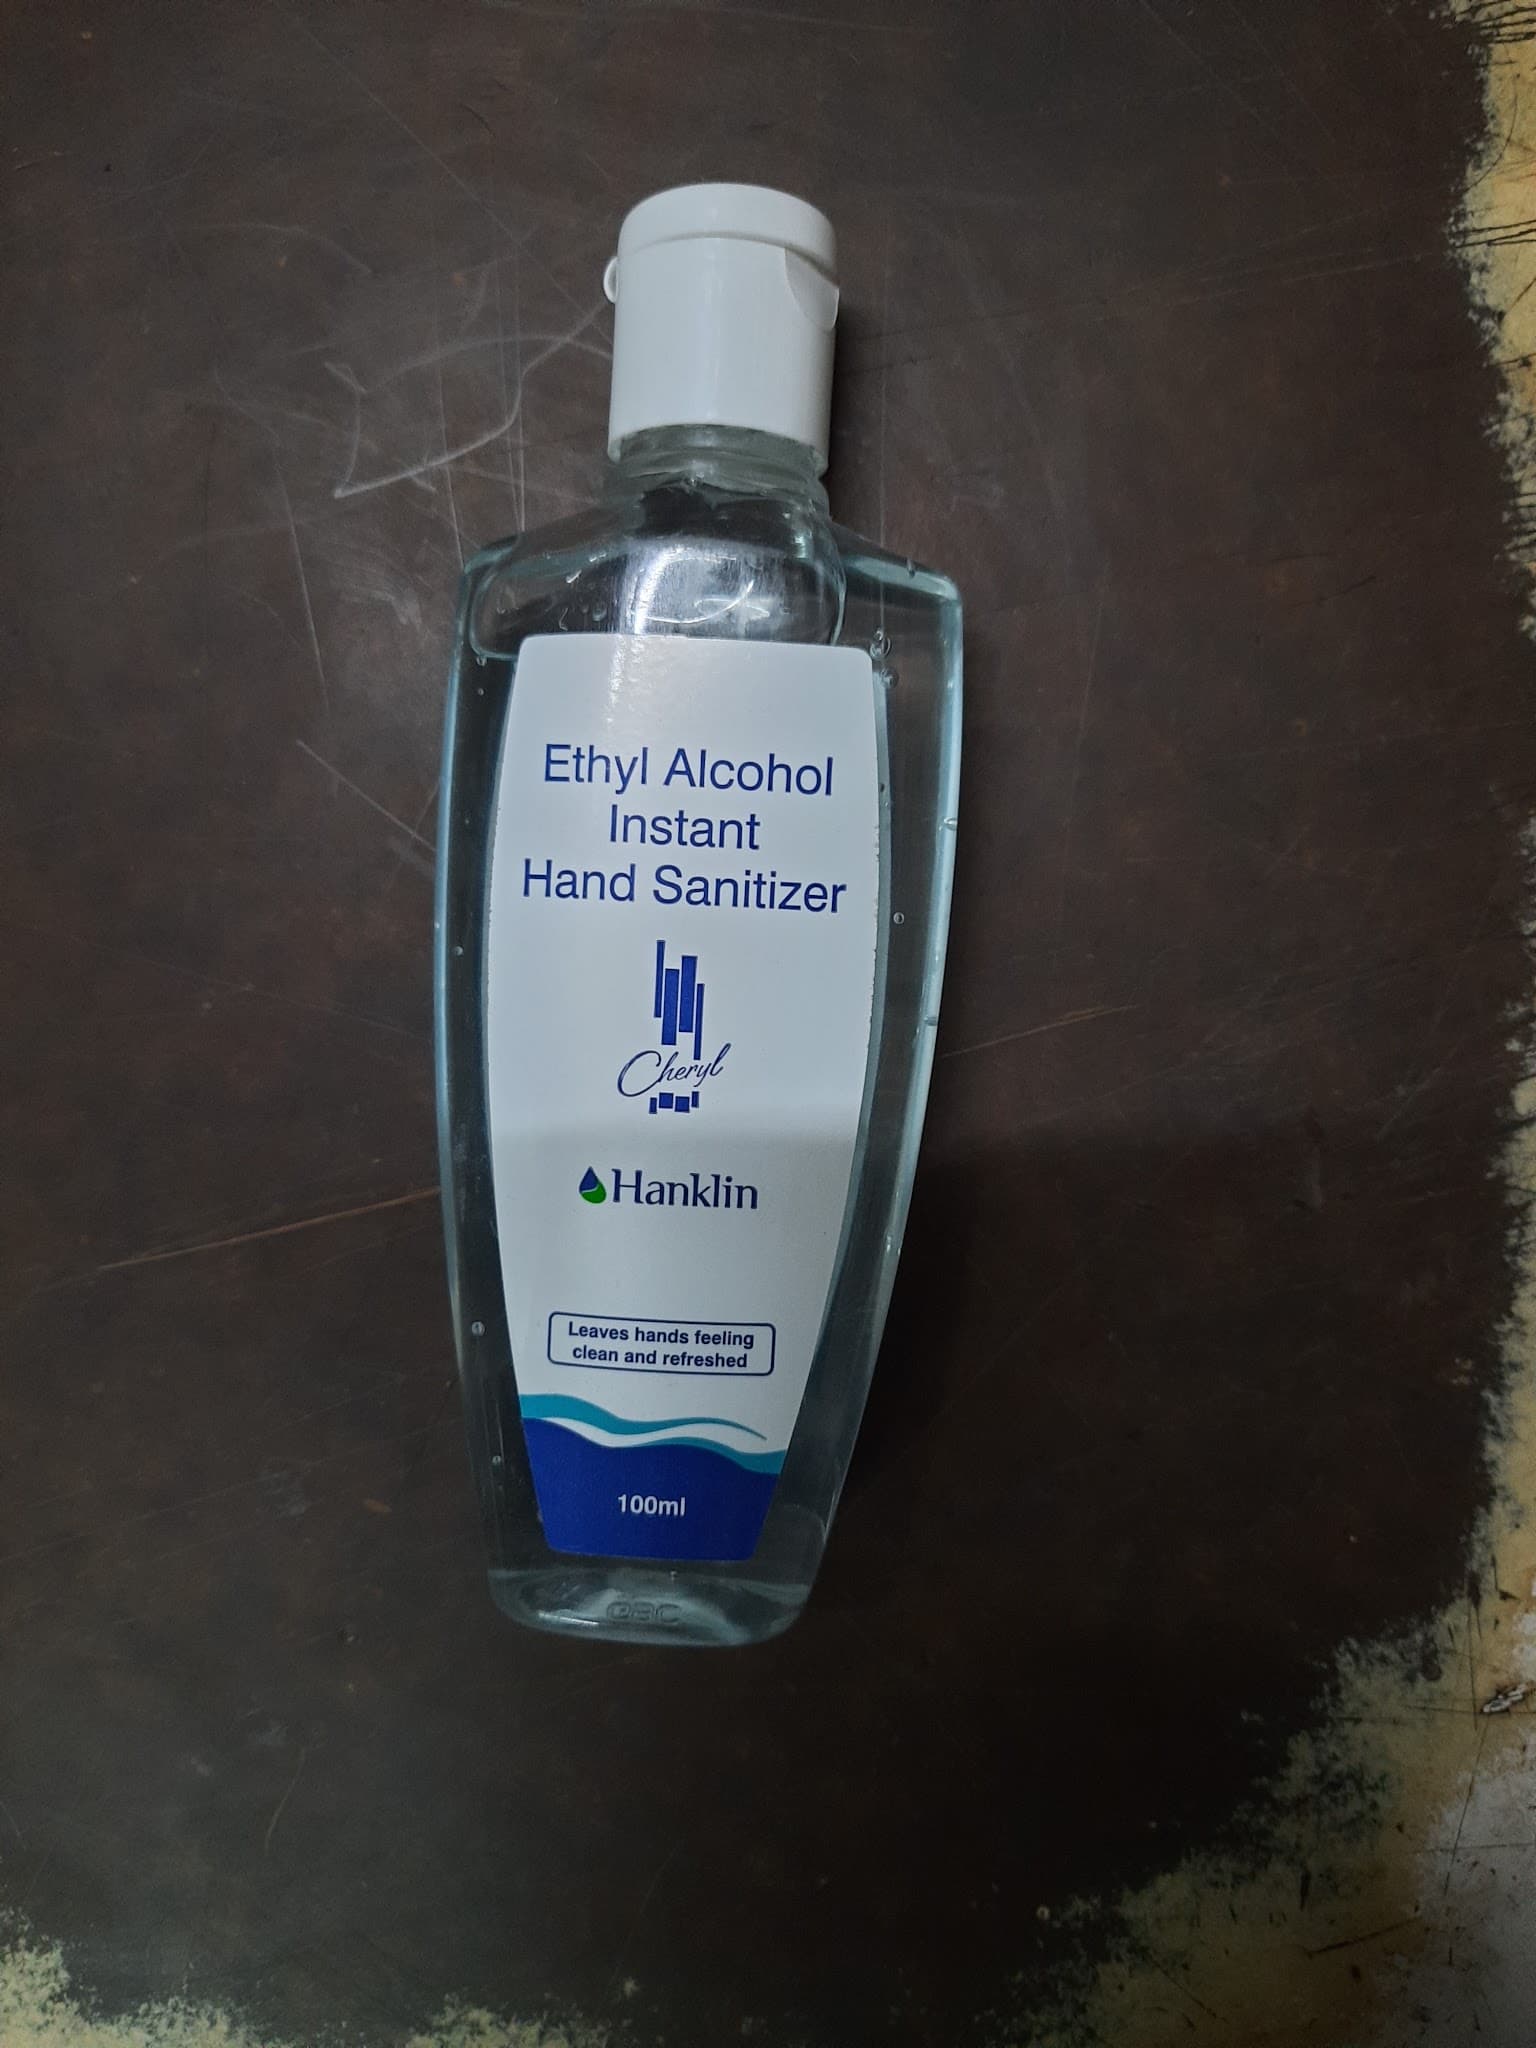 Ethyl Alcohol
Instant
Hand Sanitizer
Cheryl
Hanklin
Leaves hands feeling
clean and refreshed
100ml